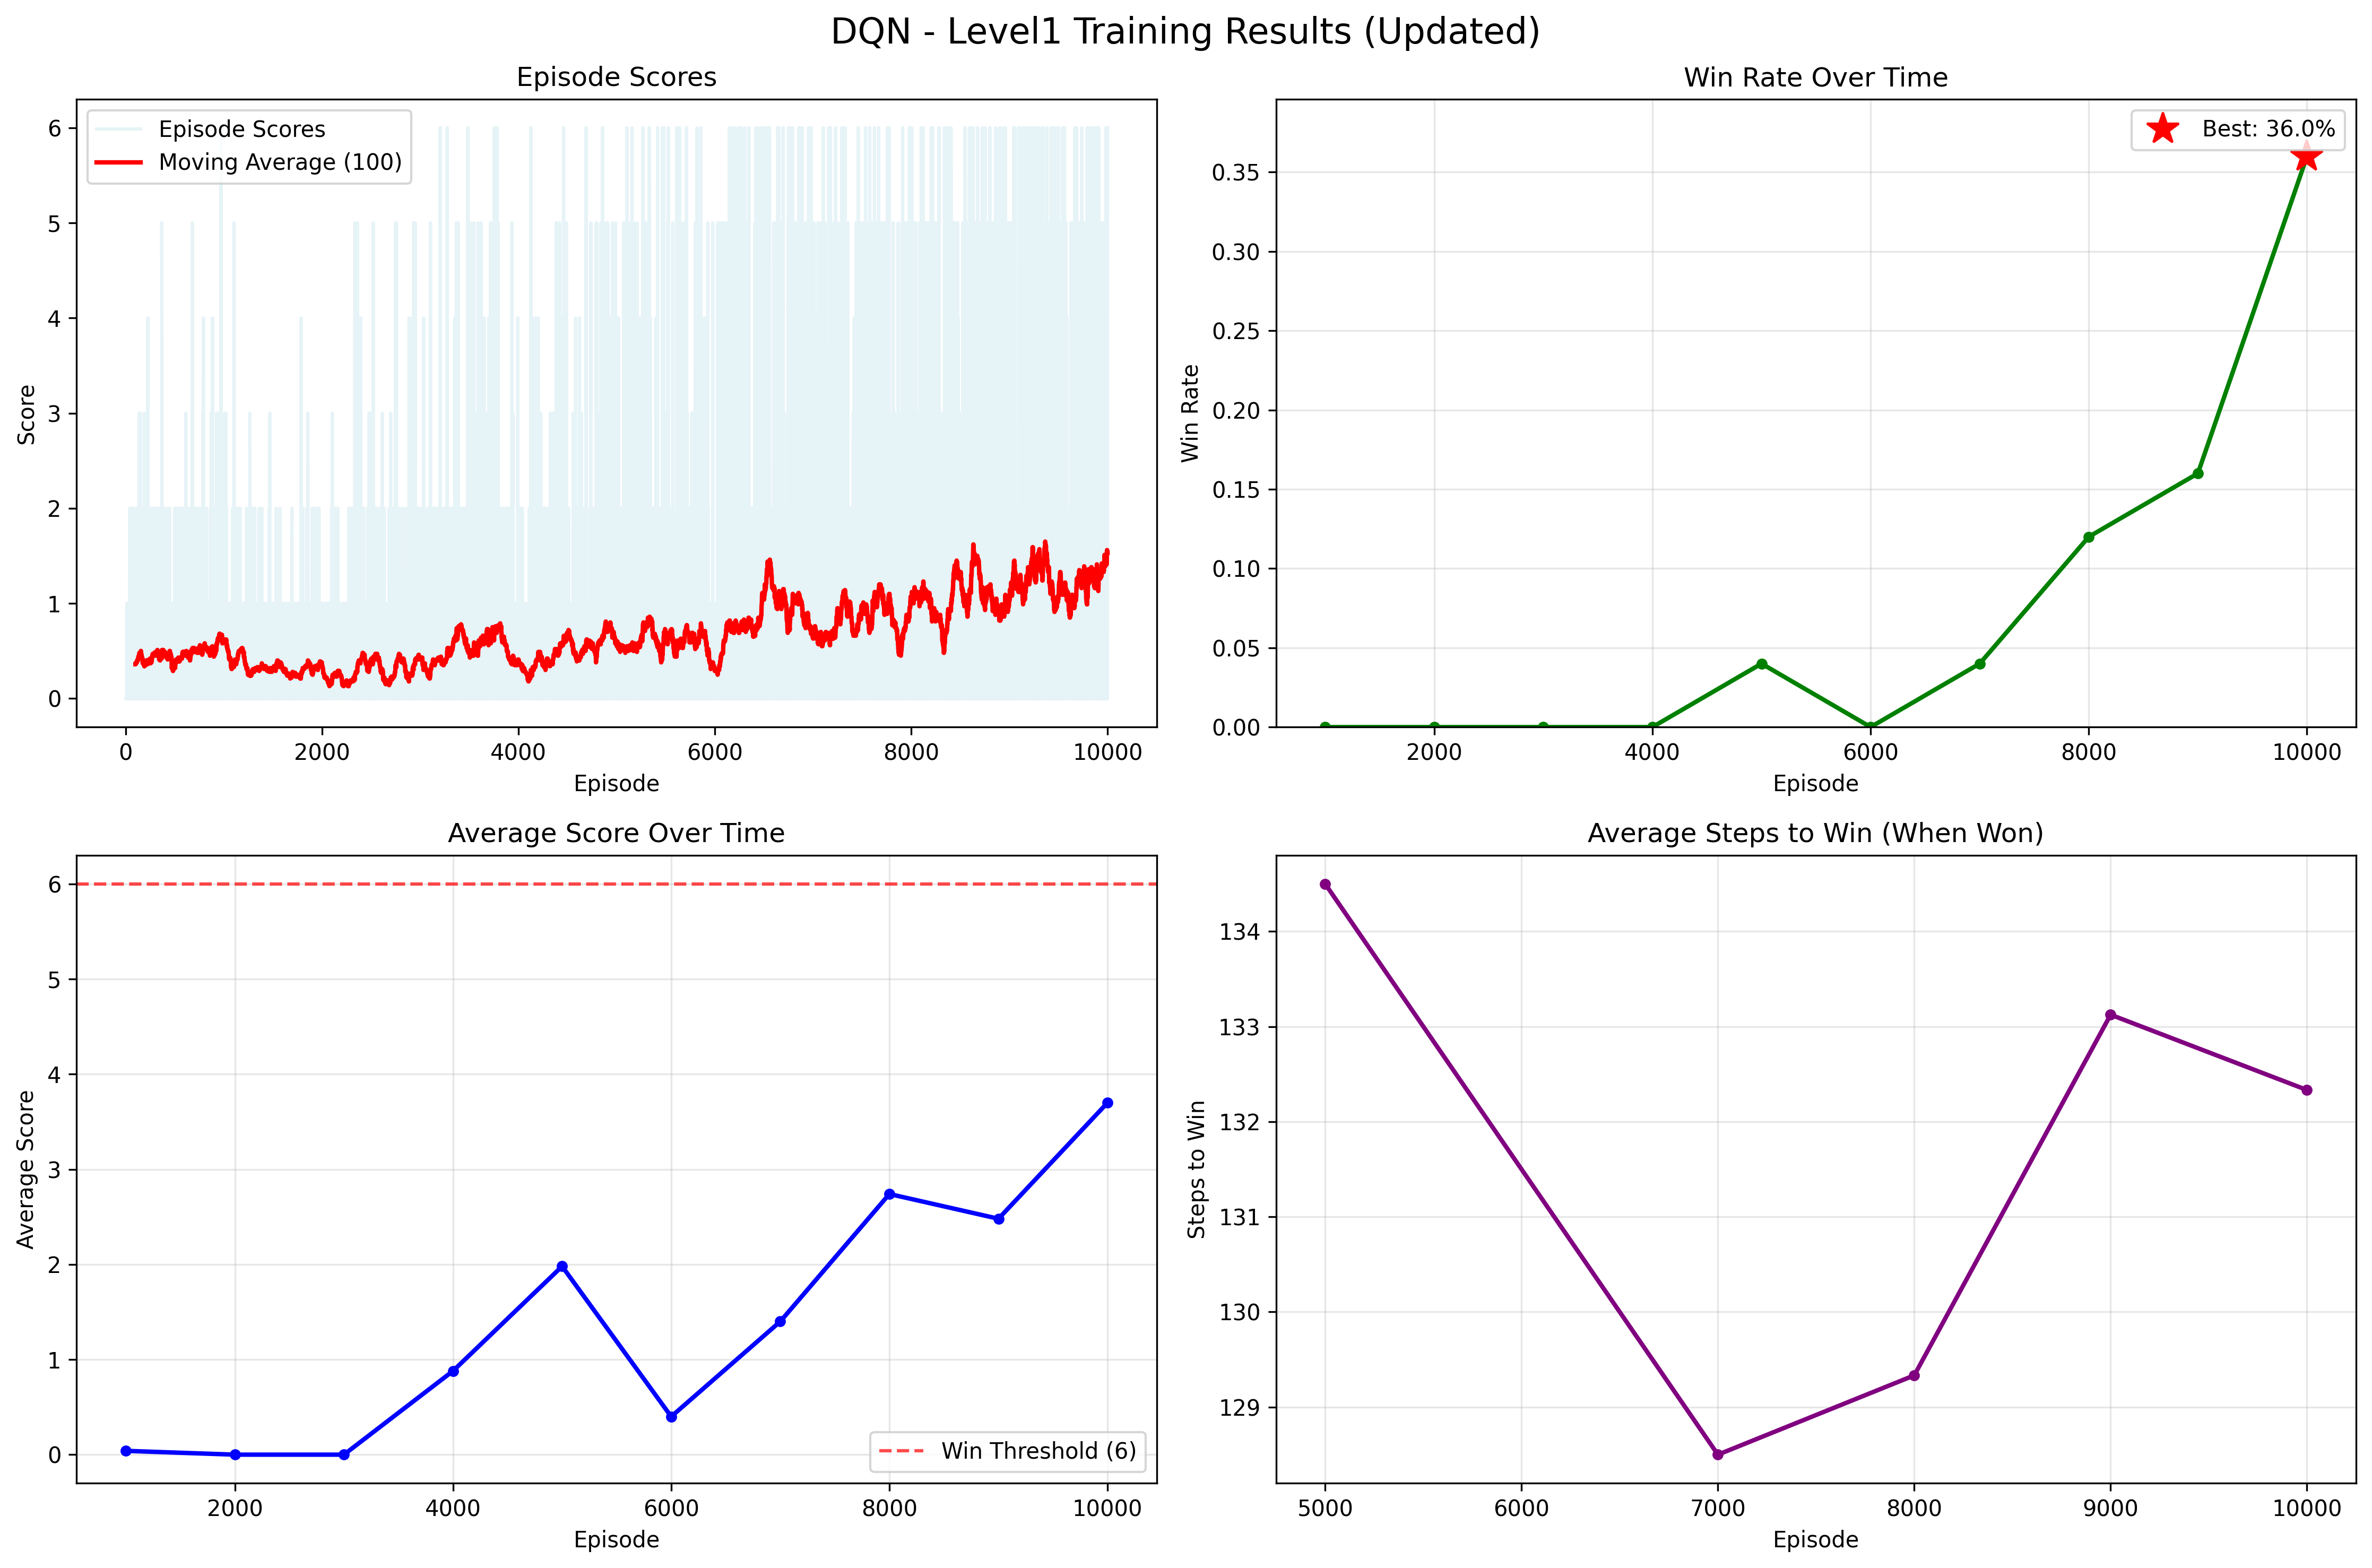 DQN - Level1 Training Results (Updated)
Episode Scores
Episode Scores
Moving Average (100)
Score
6
5
4
3
2
1
0
0 2000 4000 6000 8000 10000
Episode
Win Rate Over Time
Best: 36.0%
Win Rate
0.35
0.30
0.25
0.20
0.15
0.10
0.05
0.00
2000 4000 6000 8000 10000
Episode
Average Score Over Time
Average Score
6
5
4
3
2
1
0
Win Threshold (6)
2000 4000 6000 8000 10000
Episode
Average Steps to Win (When Won)
Steps to Win
134
133
132
131
130
129
5000 6000 7000 8000 9000 10000
Episode